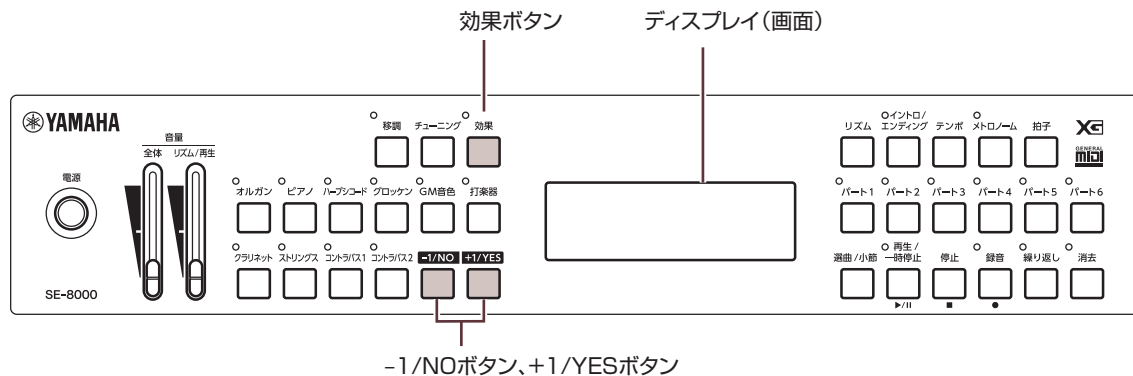 効果ボタン ディスプレイ（画面）
YAMAHA
音量
全体 リズム/再生
電源
SE-8000
移調 チューニング 効果
オルガン ピアノ ハープシコード グロッケン GM音色 打楽器
クラリネット ストリングス コントラバス1 コントラバス2 -1/NO +1/YES
リズム イントロ/エンディング テンポ メトロノーム 拍子
XG
GENERAL
MIDI
パート1 パート2 パート3 パート4 パート5 パート6
選曲/小節 再生/一時停止 停止 録音 繰り返し 消去
▶/II ■ ●
–1/NOボタン、+1/YESボタン